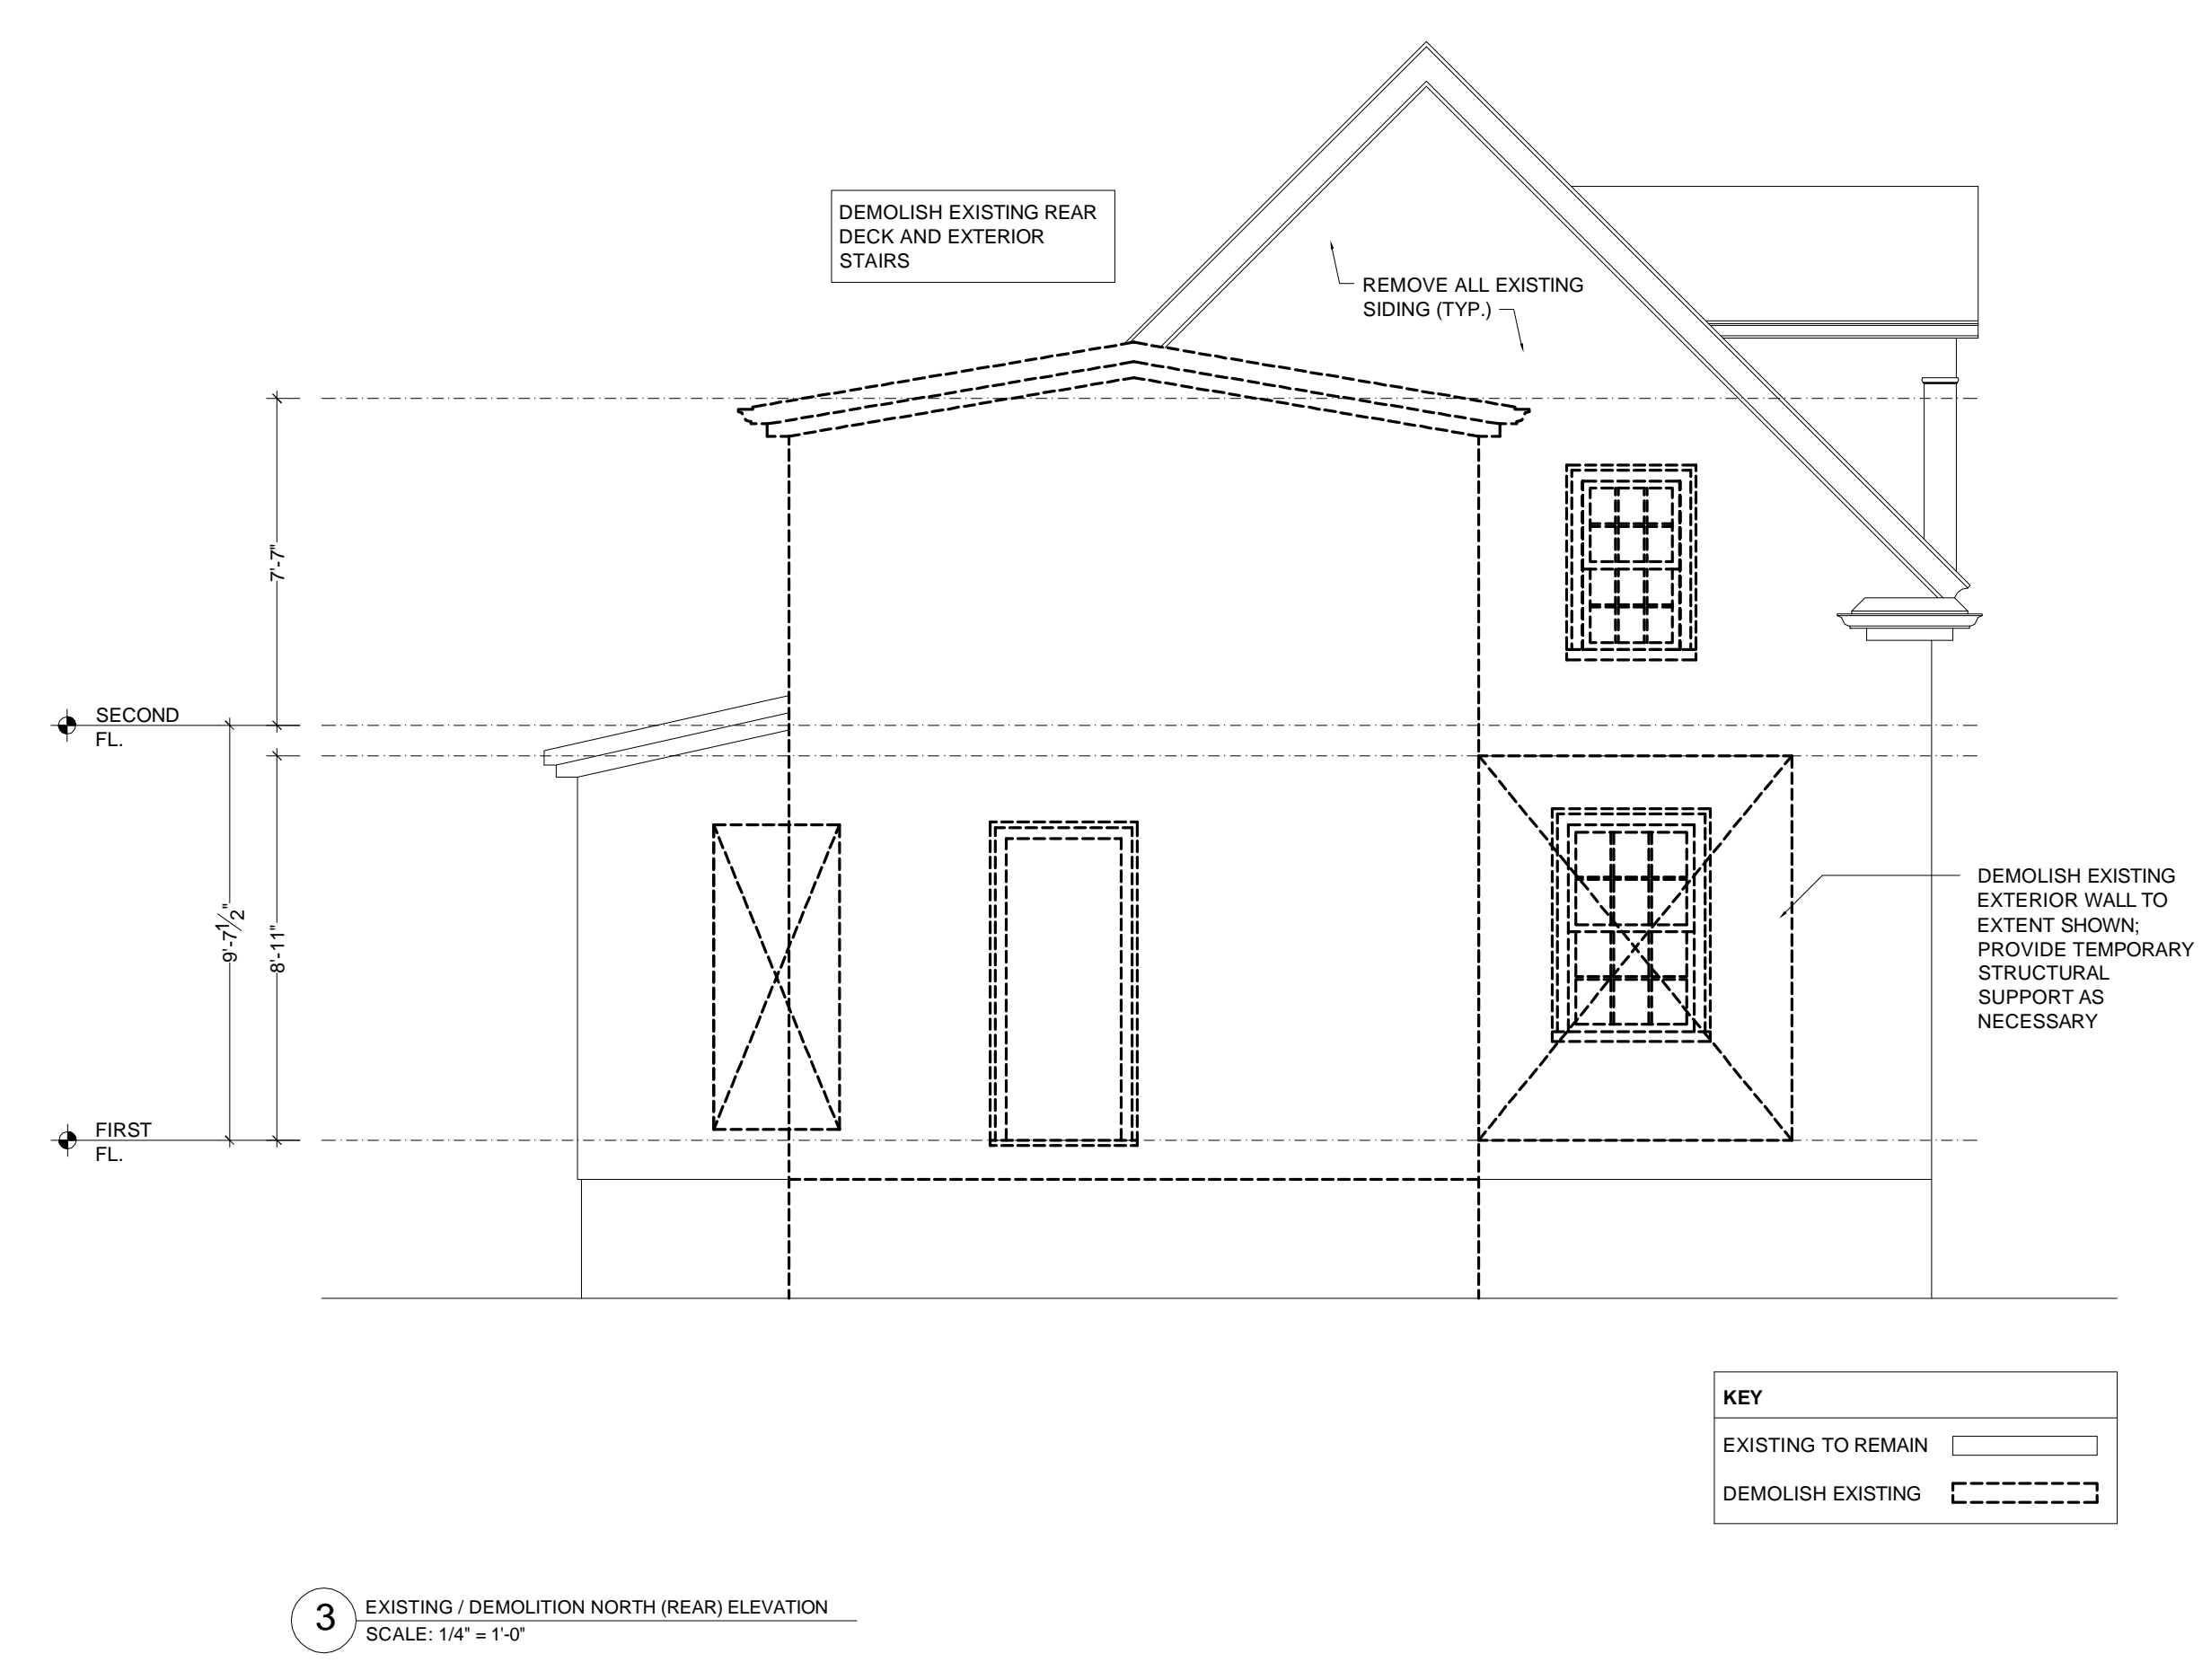 DEMOLISH EXISTING REAR
DECK AND EXTERIOR
STAIRS
REMOVE ALL EXISTING
SIDING (TYP.)
7'-7"
SECOND
FL.
9'-7½"
8'-11"
DEMOLISH EXISTING
EXTERIOR WALL TO
EXTENT SHOWN;
PROVIDE TEMPORARY
STRUCTURAL
SUPPORT AS
NECESSARY
FIRST
FL.
KEY
EXISTING TO REMAIN
DEMOLISH EXISTING
3
EXISTING / DEMOLITION NORTH (REAR) ELEVATION
SCALE: 1/4" = 1'-0"